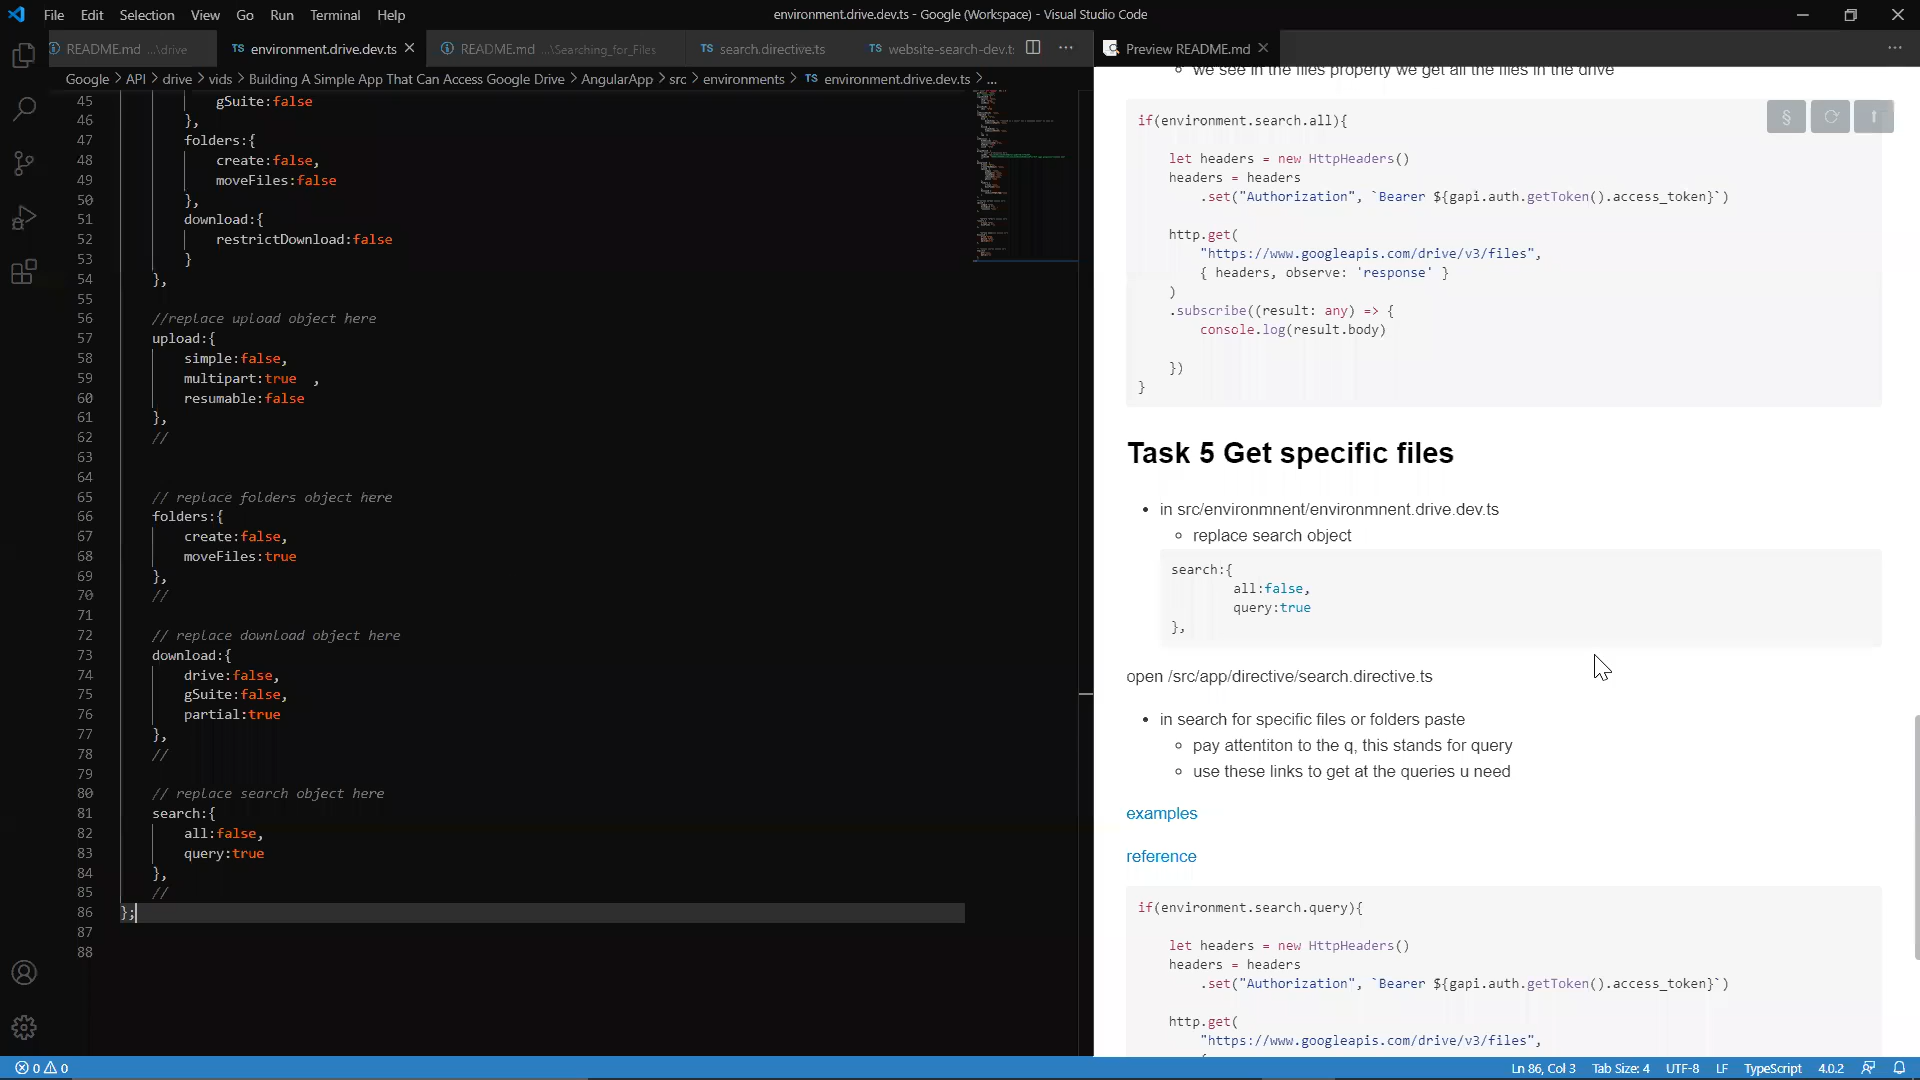 File Edit Selection View Go Run Terminal Help
environment.drive.dev.ts - Google (Workspace) - Visual Studio Code
README.md ...\drive
TS environment.drive.dev.ts
README.md ...\Searching_for_Files
TS search.directive.ts
TS website-search-dev.t
Preview README.md
Google > API > drive > vids > Building A Simple App That Can Access Google Drive > AngularApp > src > environments > TS environment.drive.dev.ts > ...
45 gSuite:false
46 },
47 folders:{
48 create:false,
49 moveFiles:false
50 },
51 download:{
52 restrictDownload:false
53 }
54 },
55
56 //replace upload object here
57 upload:{
58 simple:false,
59 multipart:true  ,
60 resumable:false
61 },
62 //
63
64
65 // replace folders object here
66 folders:{
67 create:false,
68 moveFiles:true
69 },
70 //
71
72 // replace download object here
73 download:{
74 drive:false,
75 gSuite:false,
76 partial:true
77 },
78 //
79
80 // replace search object here
81 search:{
82 all:false,
83 query:true
84 },
85 //
86 };
87
88
we see in the files property we get all the files in the drive
§
if(environment.search.all){
let headers = new HttpHeaders()
headers = headers
.set("Authorization", `Bearer ${gapi.auth.getToken().access_token}`)
http.get(
"https://www.googleapis.com/drive/v3/files",
{ headers, observe: 'response' }
)
.subscribe((result: any) => {
console.log(result.body)
})
}
Task 5 Get specific files
• in src/environmnent/environmnent.drive.dev.ts
◦ replace search object
search:{
all:false,
query:true
},
open /src/app/directive/search.directive.ts
• in search for specific files or folders paste
◦ pay attentiton to the q, this stands for query
◦ use these links to get at the queries u need
examples
reference
if(environment.search.query){
let headers = new HttpHeaders()
headers = headers
.set("Authorization", `Bearer ${gapi.auth.getToken().access_token}`)
http.get(
"https://www.googleapis.com/drive/v3/files",
{
0 0
Ln 86, Col 3 Tab Size: 4 UTF-8 LF TypeScript 4.0.2